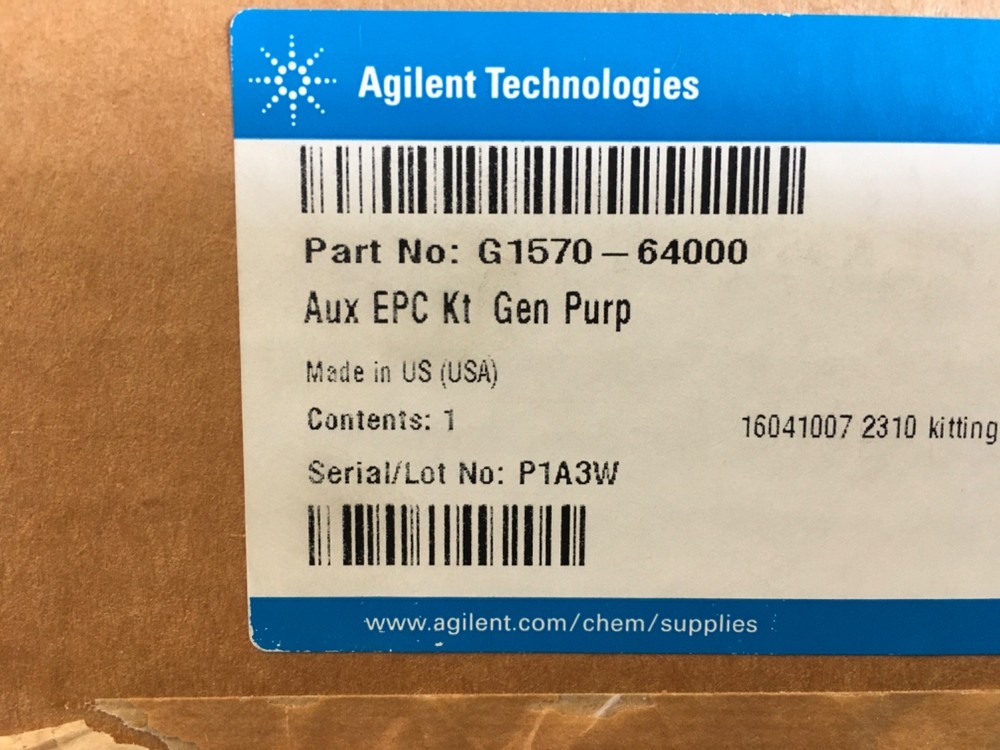 Agilent Technologies
Part No: G1570-64000
Aux EPC Kt Gen Purp
Made in US (USA)
Contents: 1
16041007 2310 kitting
Serial/Lot No: P1A3W
www.agilent.com/chem/supplies